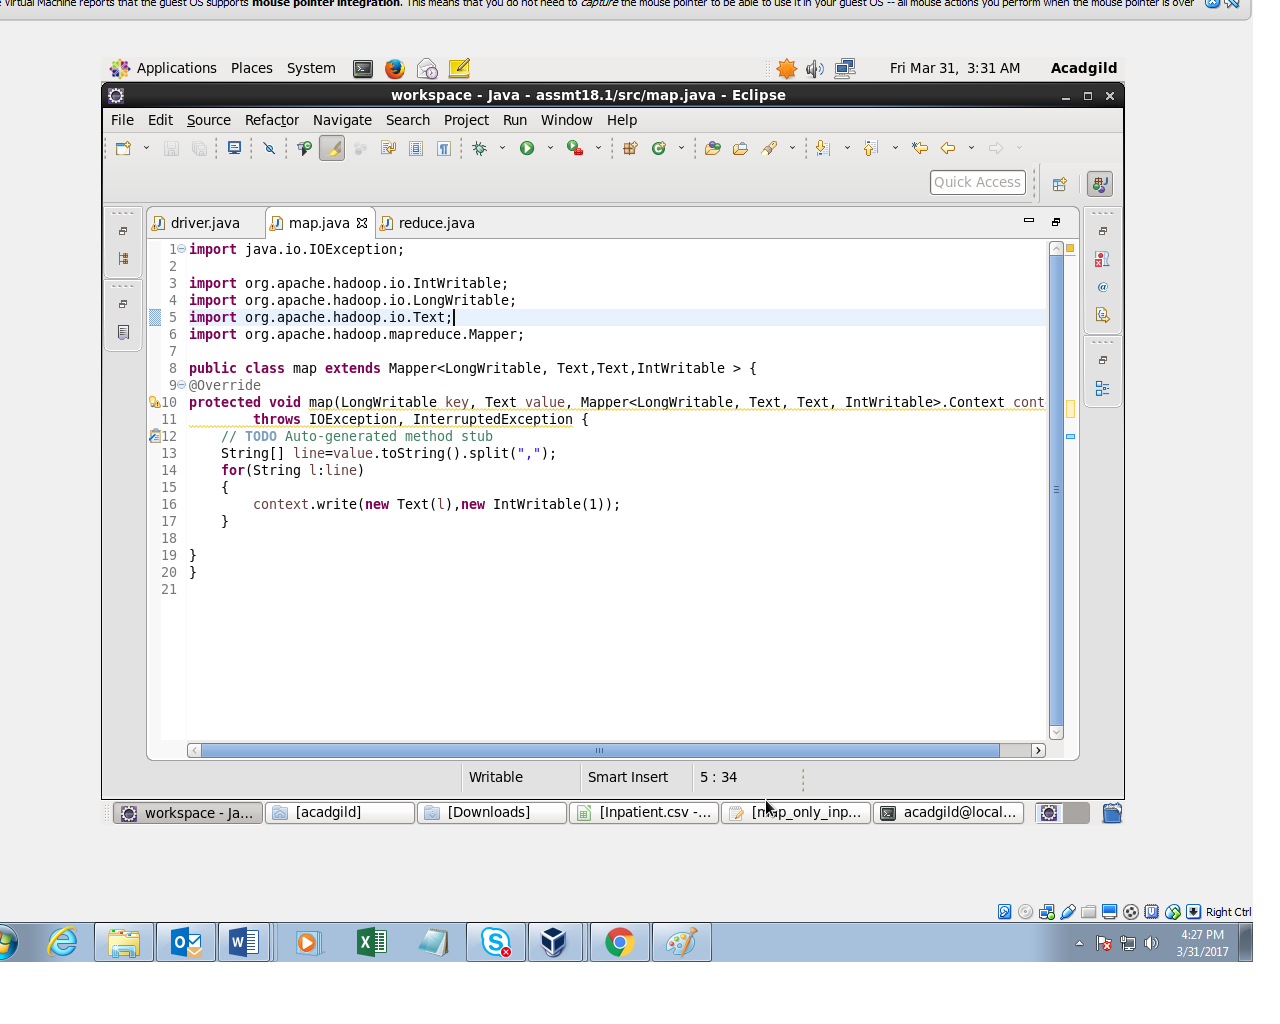 Virtual Machine reports that the guest OS supports mouse pointer integration. This means that you do not need to capture the mouse pointer to be able to use it in your guest OS -- all mouse actions you perform when the mouse pointer is over
Applications Places System Fri Mar 31, 3:31 AM Acadgild
workspace - Java - assmt18.1/src/map.java - Eclipse
File Edit Source Refactor Navigate Search Project Run Window Help
Quick Access
driver.java map.java reduce.java
1 import java.io.IOException;
2
3 import org.apache.hadoop.io.IntWritable;
4 import org.apache.hadoop.io.LongWritable;
5 import org.apache.hadoop.io.Text;
6 import org.apache.hadoop.mapreduce.Mapper;
7
8 public class map extends Mapper<LongWritable, Text,Text,IntWritable > {
9 @Override
10 protected void map(LongWritable key, Text value, Mapper<LongWritable, Text, Text, IntWritable>.Context cont
11 throws IOException, InterruptedException {
12 // TODO Auto-generated method stub
13 String[] line=value.toString().split(",");
14 for(String l:line)
15 {
16 context.write(new Text(l),new IntWritable(1));
17 }
18
19 }
20 }
21
Writable Smart Insert 5 : 34
workspace - Ja... [acadgild] [Downloads] [Inpatient.csv -... [map_only_inp... acadgild@local...
Right Ctrl
4:27 PM
3/31/2017